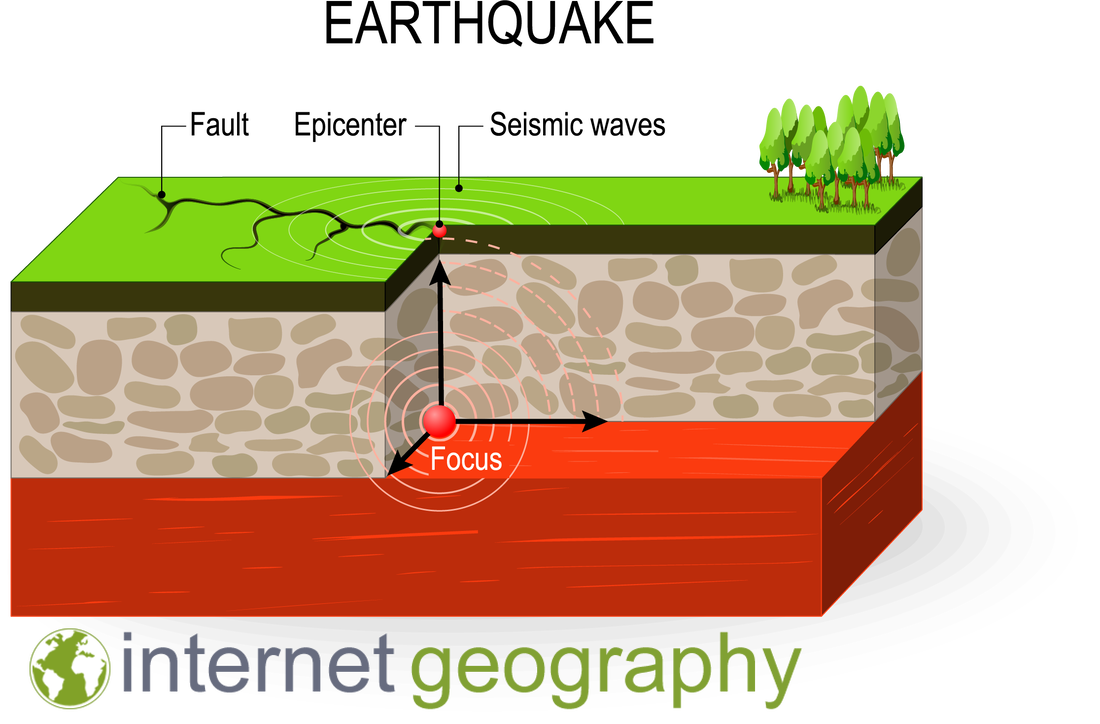 EARTHQUAKE
Fault Epicenter Seismic waves
Focus
internet geography